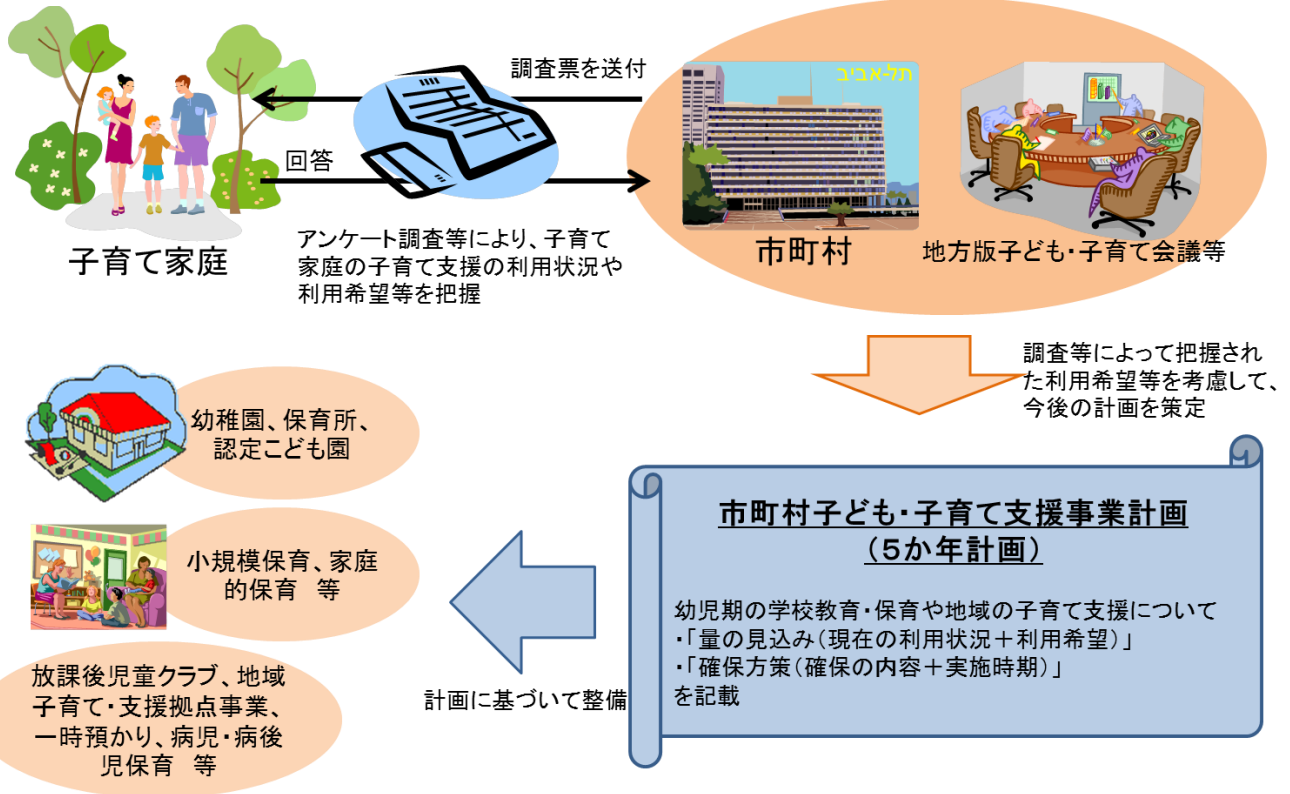 調査票を送付
תל-אביב
回答
子育て家庭
アンケート調査等により、子育て
家庭の子育て支援の利用状況や
利用希望等を把握
市町村
地方版子ども・子育て会議等
調査等によって把握され
た利用希望等を考慮して、
今後の計画を策定
幼稚園、保育所、
認定こども園
小規模保育、家庭
的保育　等
放課後児童クラブ、地域
子育て・支援拠点事業、
一時預かり、病児・病後
児保育　等
計画に基づいて整備
市町村子ども・子育て支援事業計画
（５か年計画）
幼児期の学校教育・保育や地域の子育て支援について
・「量の見込み（現在の利用状況＋利用希望）」
・「確保方策（確保の内容＋実施時期）」
を記載